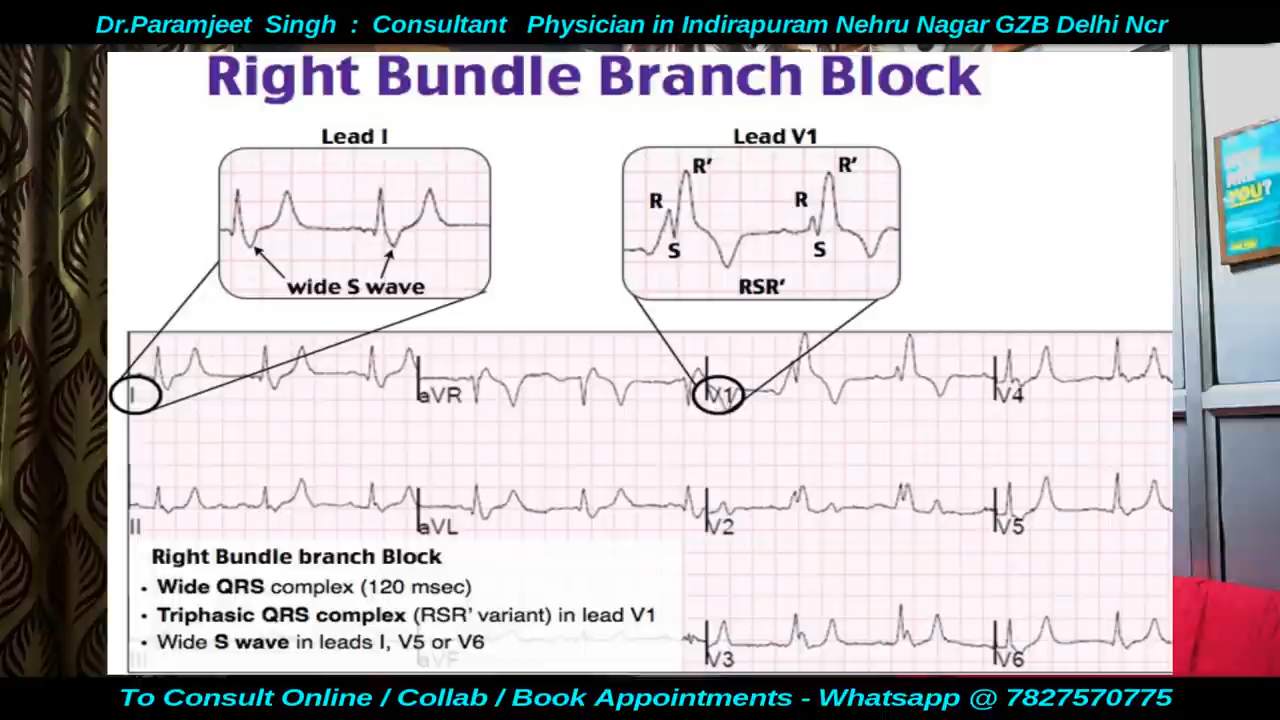 Dr.Paramjeet Singh : Consultant Physician in Indirapuram Nehru Nagar GZB Delhi Ncr
Right Bundle Branch Block
Lead I
Lead V1
R R' R R'
S S
wide S wave
RSR'
YOU?
I aVR V1 V4
II aVL V2 V5
Right Bundle branch Block
• Wide QRS complex (120 msec)
• Triphasic QRS complex (RSR' variant) in lead V1
• Wide S wave in leads I, V5 or V6
III aVF V3 V6
To Consult Online / Collab / Book Appointments - Whatsapp @ 7827570775